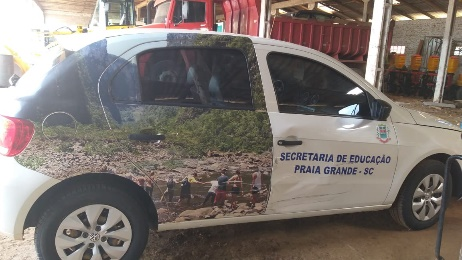 SECRETARIA DE EDUCAÇÃO
PRAIA GRANDE - SC